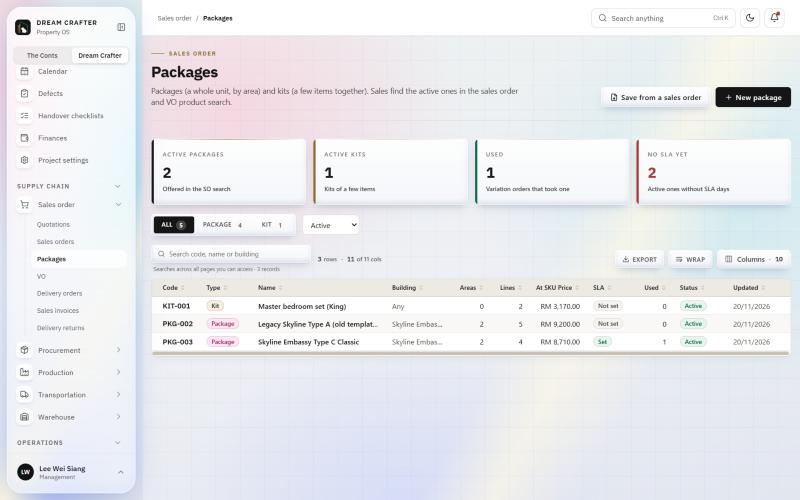 DREAM CRAFTER
Property OS
The Conts
Dream Crafter
Calendar
Defects
Handover checklists
Finances
Project settings
SUPPLY CHAIN
Sales order
Quotations
Sales orders
Packages
VO
Delivery orders
Sales invoices
Delivery returns
Procurement
Production
Transportation
Warehouse
OPERATIONS
LW
Lee Wei Siang
Management
Sales order / Packages
Search anything
Ctrl K
SALES ORDER
Packages
Packages (a whole unit, by area) and kits (a few items together). Sales find the active ones in the sales order
and VO product search.
Save from a sales order
+ New package
ACTIVE PACKAGES
2
Offered in the SO search
ACTIVE KITS
1
Kits of a few items
USED
1
Variation orders that took one
NO SLA YET
2
Active ones without SLA days
ALL 5
PACKAGE 4
KIT 1
Active
Search code, name or building
3 rows · 11 of 11 cols
EXPORT
WRAP
Columns · 10
Searches across all pages you can access · 3 records
Code Type Name Building Areas Lines At SKU Price SLA Used Status Updated
KIT-001 Kit Master bedroom set (King) Any 0 2 RM 3,170.00 Not set 0 Active 20/11/2026
PKG-002 Package Legacy Skyline Type A (old templat... Skyline Embas... 2 5 RM 9,200.00 Not set 0 Active 20/11/2026
PKG-003 Package Skyline Embassy Type C Classic Skyline Embas... 2 4 RM 8,710.00 Set 1 Active 20/11/2026